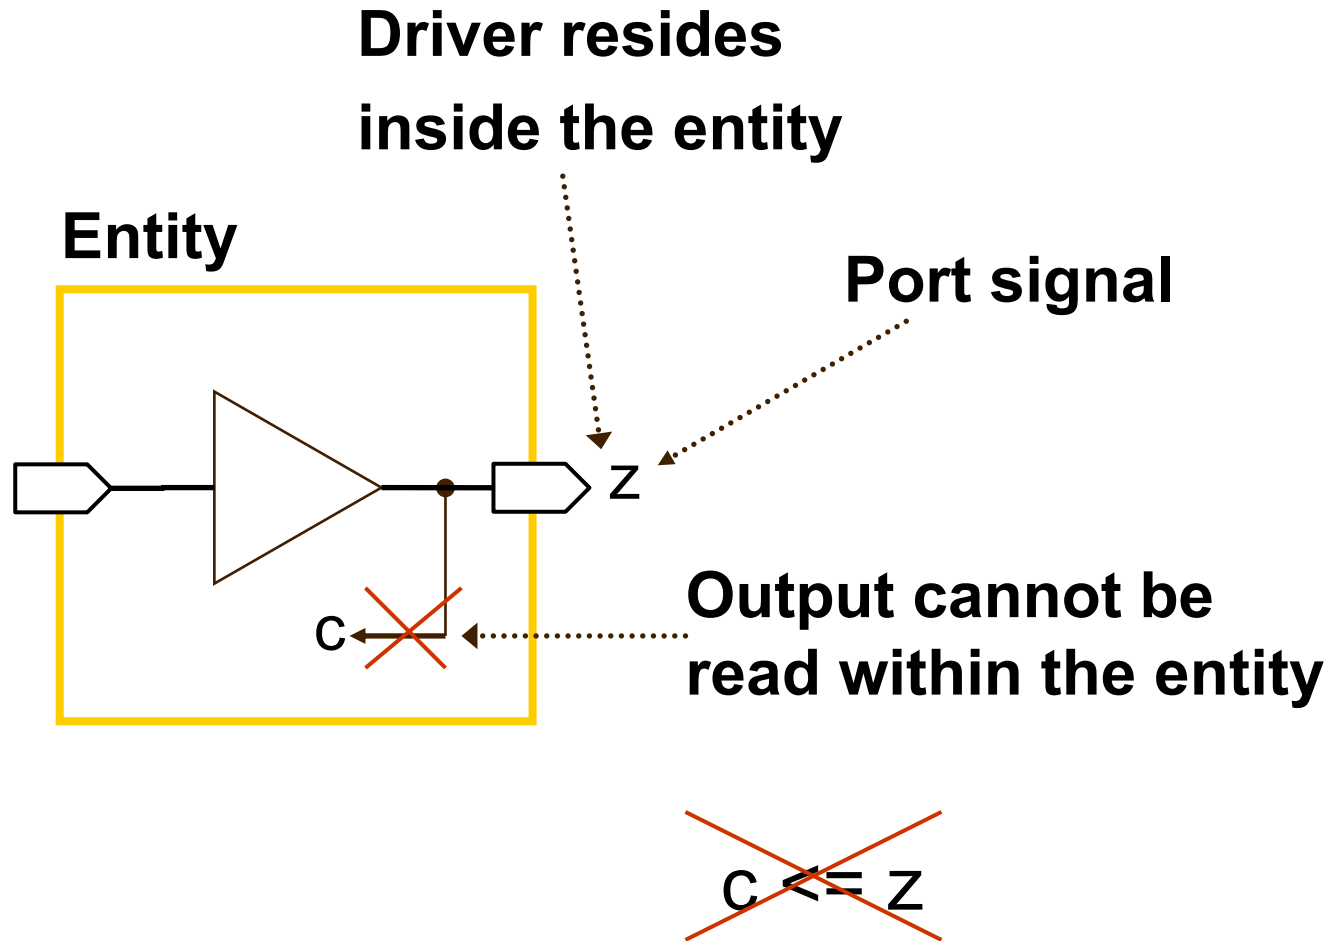 Driver resides
inside the entity
Entity
Port signal
z
Output cannot be
read within the entity
c
c <= z